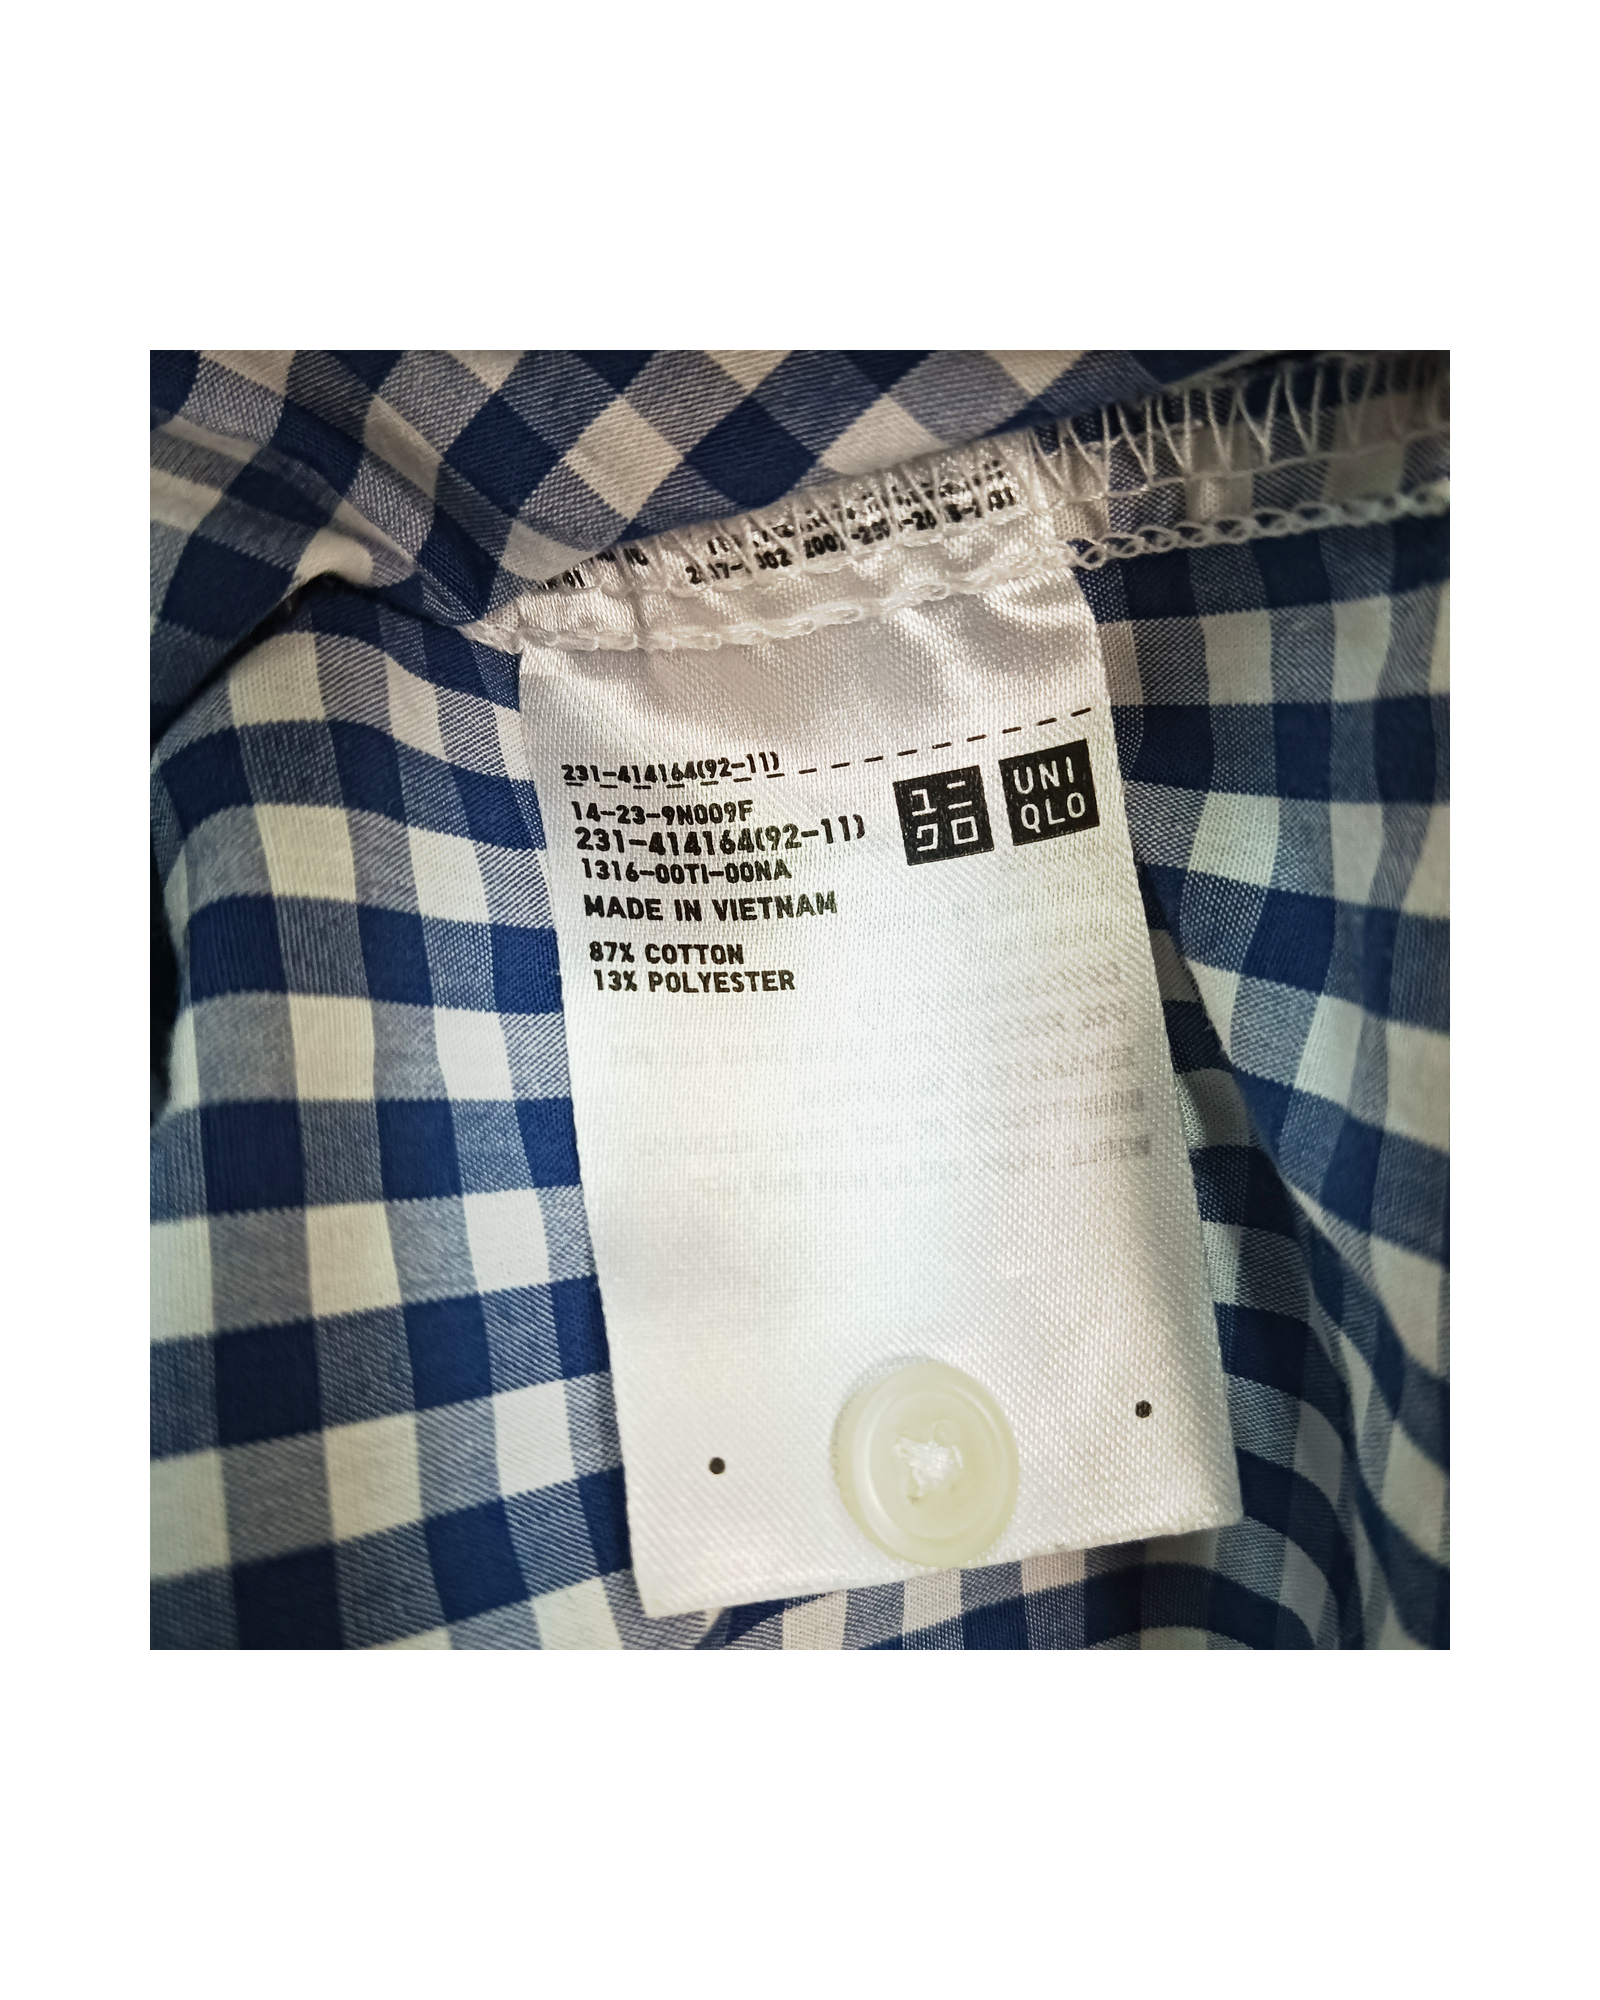 231-414164(92-11)
14-23-9N009F
231-414164(92-11)
1316-00TI-00NA
MADE IN VIETNAM
87% COTTON
13% POLYESTER
ユニ
クロ
UNI
QLO